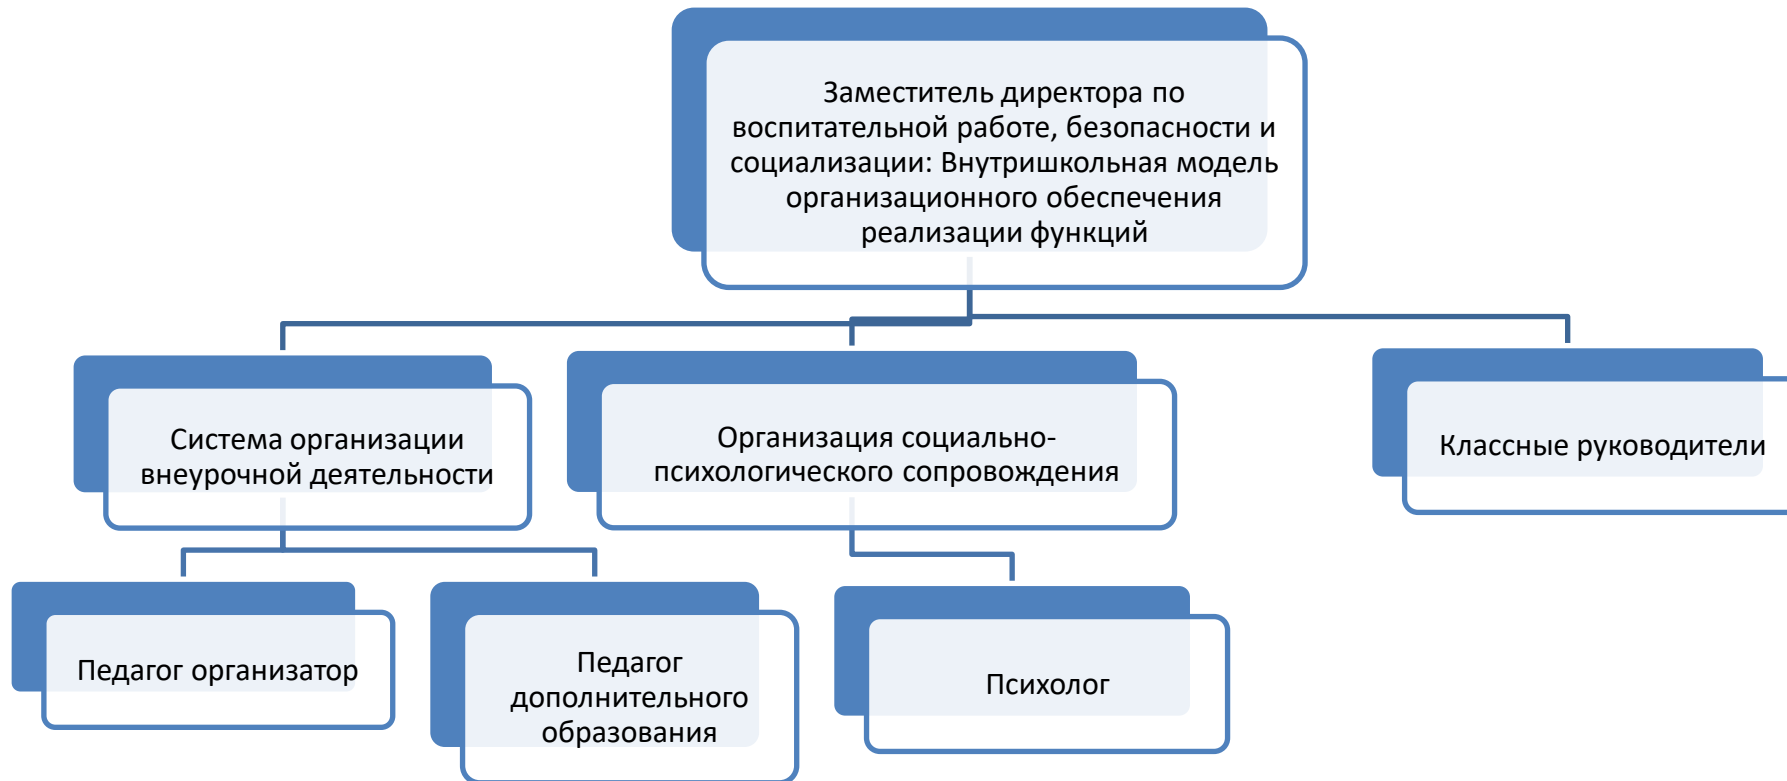 Заместитель директора по
воспитательной работе, безопасности и
социализации: Внутришкольная модель
организационного обеспечения
реализации функций
Система организации
внеурочной деятельности
Организация социально-
психологического сопровождения
Классные руководители
Педагог организатор
Педагог
дополнительного
образования
Психолог